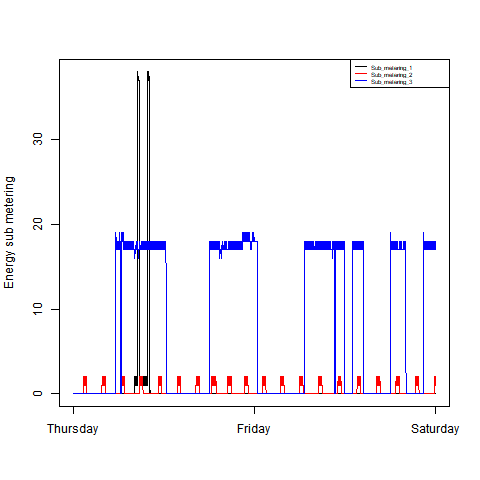 Sub_metering_1
Sub_metering_2
Sub_metering_3
Energy sub metering
30
20
10
0
Thursday Friday Saturday